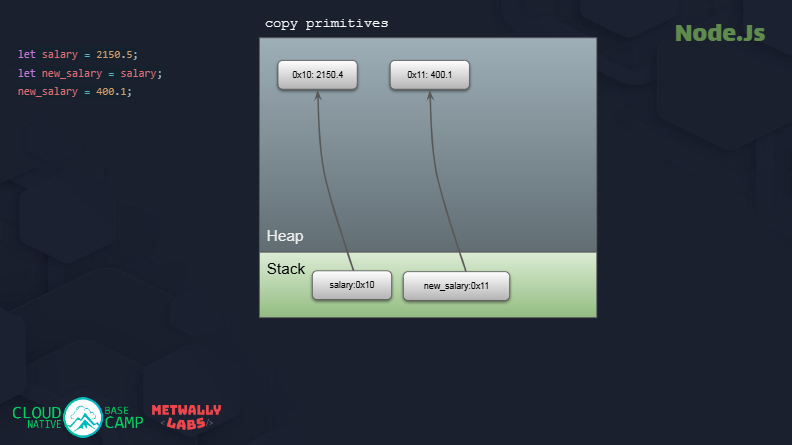 copy primitives
Node.Js
let salary = 2150.5;
let new_salary = salary;
new_salary = 400.1;
0x10: 2150.4
0x11: 400.1
Heap
Stack
salary:0x10
new_salary:0x11
CLOUD NATIVE BASE CAMP
METWALLY
<LABS/>